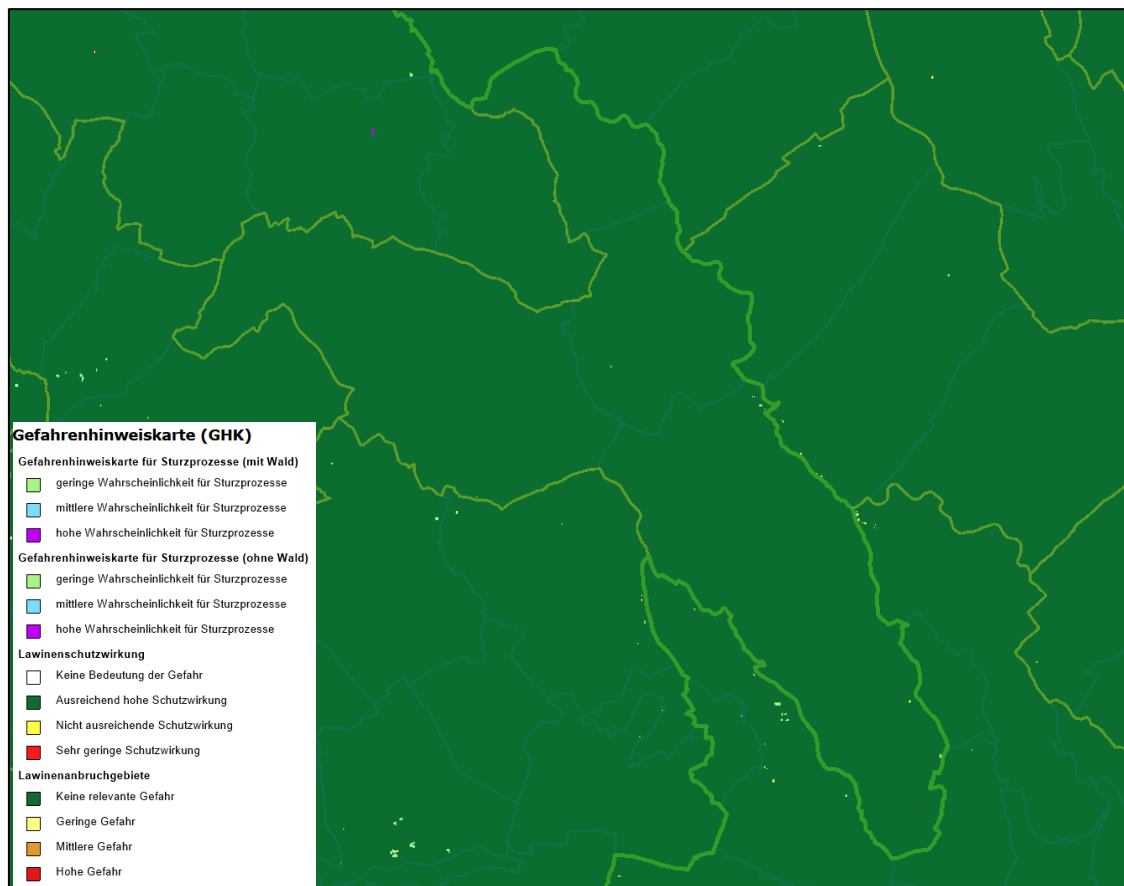 Gefahrenhinweiskarte (GHK)
Gefahrenhinweiskarte für Sturzprozesse (mit Wald)
geringe Wahrscheinlichkeit für Sturzprozesse
mittlere Wahrscheinlichkeit für Sturzprozesse
hohe Wahrscheinlichkeit für Sturzprozesse
Gefahrenhinweiskarte für Sturzprozesse (ohne Wald)
geringe Wahrscheinlichkeit für Sturzprozesse
mittlere Wahrscheinlichkeit für Sturzprozesse
hohe Wahrscheinlichkeit für Sturzprozesse
Lawinenschutzwirkung
Keine Bedeutung der Gefahr
Ausreichend hohe Schutzwirkung
Nicht ausreichende Schutzwirkung
Sehr geringe Schutzwirkung
Lawinenanbruchgebiete
Keine relevante Gefahr
Geringe Gefahr
Mittlere Gefahr
Hohe Gefahr